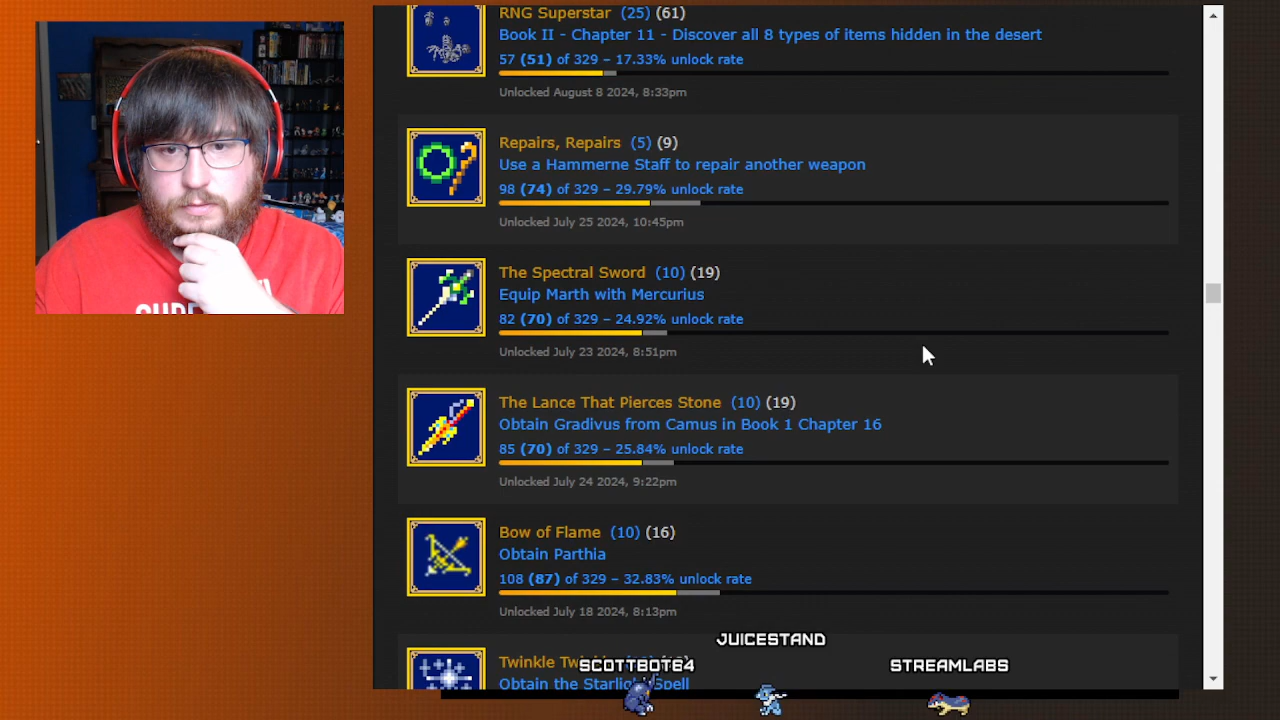 RNG Superstar (25) (61)
Book II - Chapter 11 - Discover all 8 types of items hidden in the desert
57 (51) of 329 – 17.33% unlock rate
Unlocked August 8 2024, 8:33pm
Repairs, Repairs (5) (9)
Use a Hammerne Staff to repair another weapon
98 (74) of 329 – 29.79% unlock rate
Unlocked July 25 2024, 10:45pm
The Spectral Sword (10) (19)
Equip Marth with Mercurius
82 (70) of 329 – 24.92% unlock rate
Unlocked July 23 2024, 8:51pm
The Lance That Pierces Stone (10) (19)
Obtain Gradivus from Camus in Book 1 Chapter 16
85 (70) of 329 – 25.84% unlock rate
Unlocked July 24 2024, 9:22pm
Bow of Flame (10) (16)
Obtain Parthia
108 (87) of 329 – 32.83% unlock rate
Unlocked July 18 2024, 8:13pm
JUICESTAND
Twinkle
SCOTTBOT64
STREAMLABS
Obtain the Starlight Spell